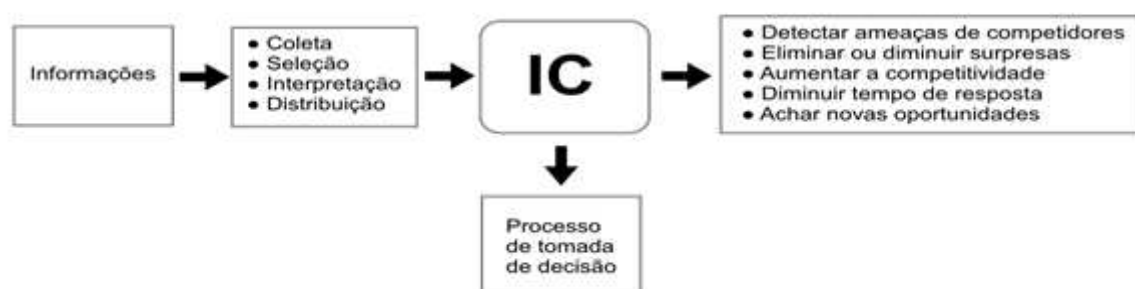 Informações
● Coleta
● Seleção
● Interpretação
● Distribuição
IC
● Detectar ameaças de competidores
● Eliminar ou diminuir surpresas
● Aumentar a competitividade
● Diminuir tempo de resposta
● Achar novas oportunidades
Processo
de tomada
de decisão